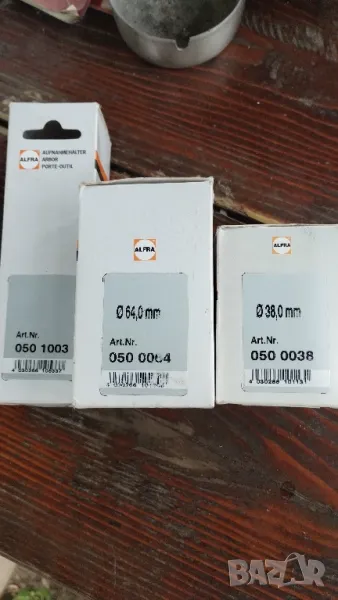 ALFRA
AUFNAHMEHALTER
ARBOR
PORTE-OUTIL
Art.Nr.
050 1003
ALFRA
Ø 64,0 mm
Art.Nr.
050 0064
ALFRA
Ø 38,0 mm
Art.Nr.
050 0038
BAZAR